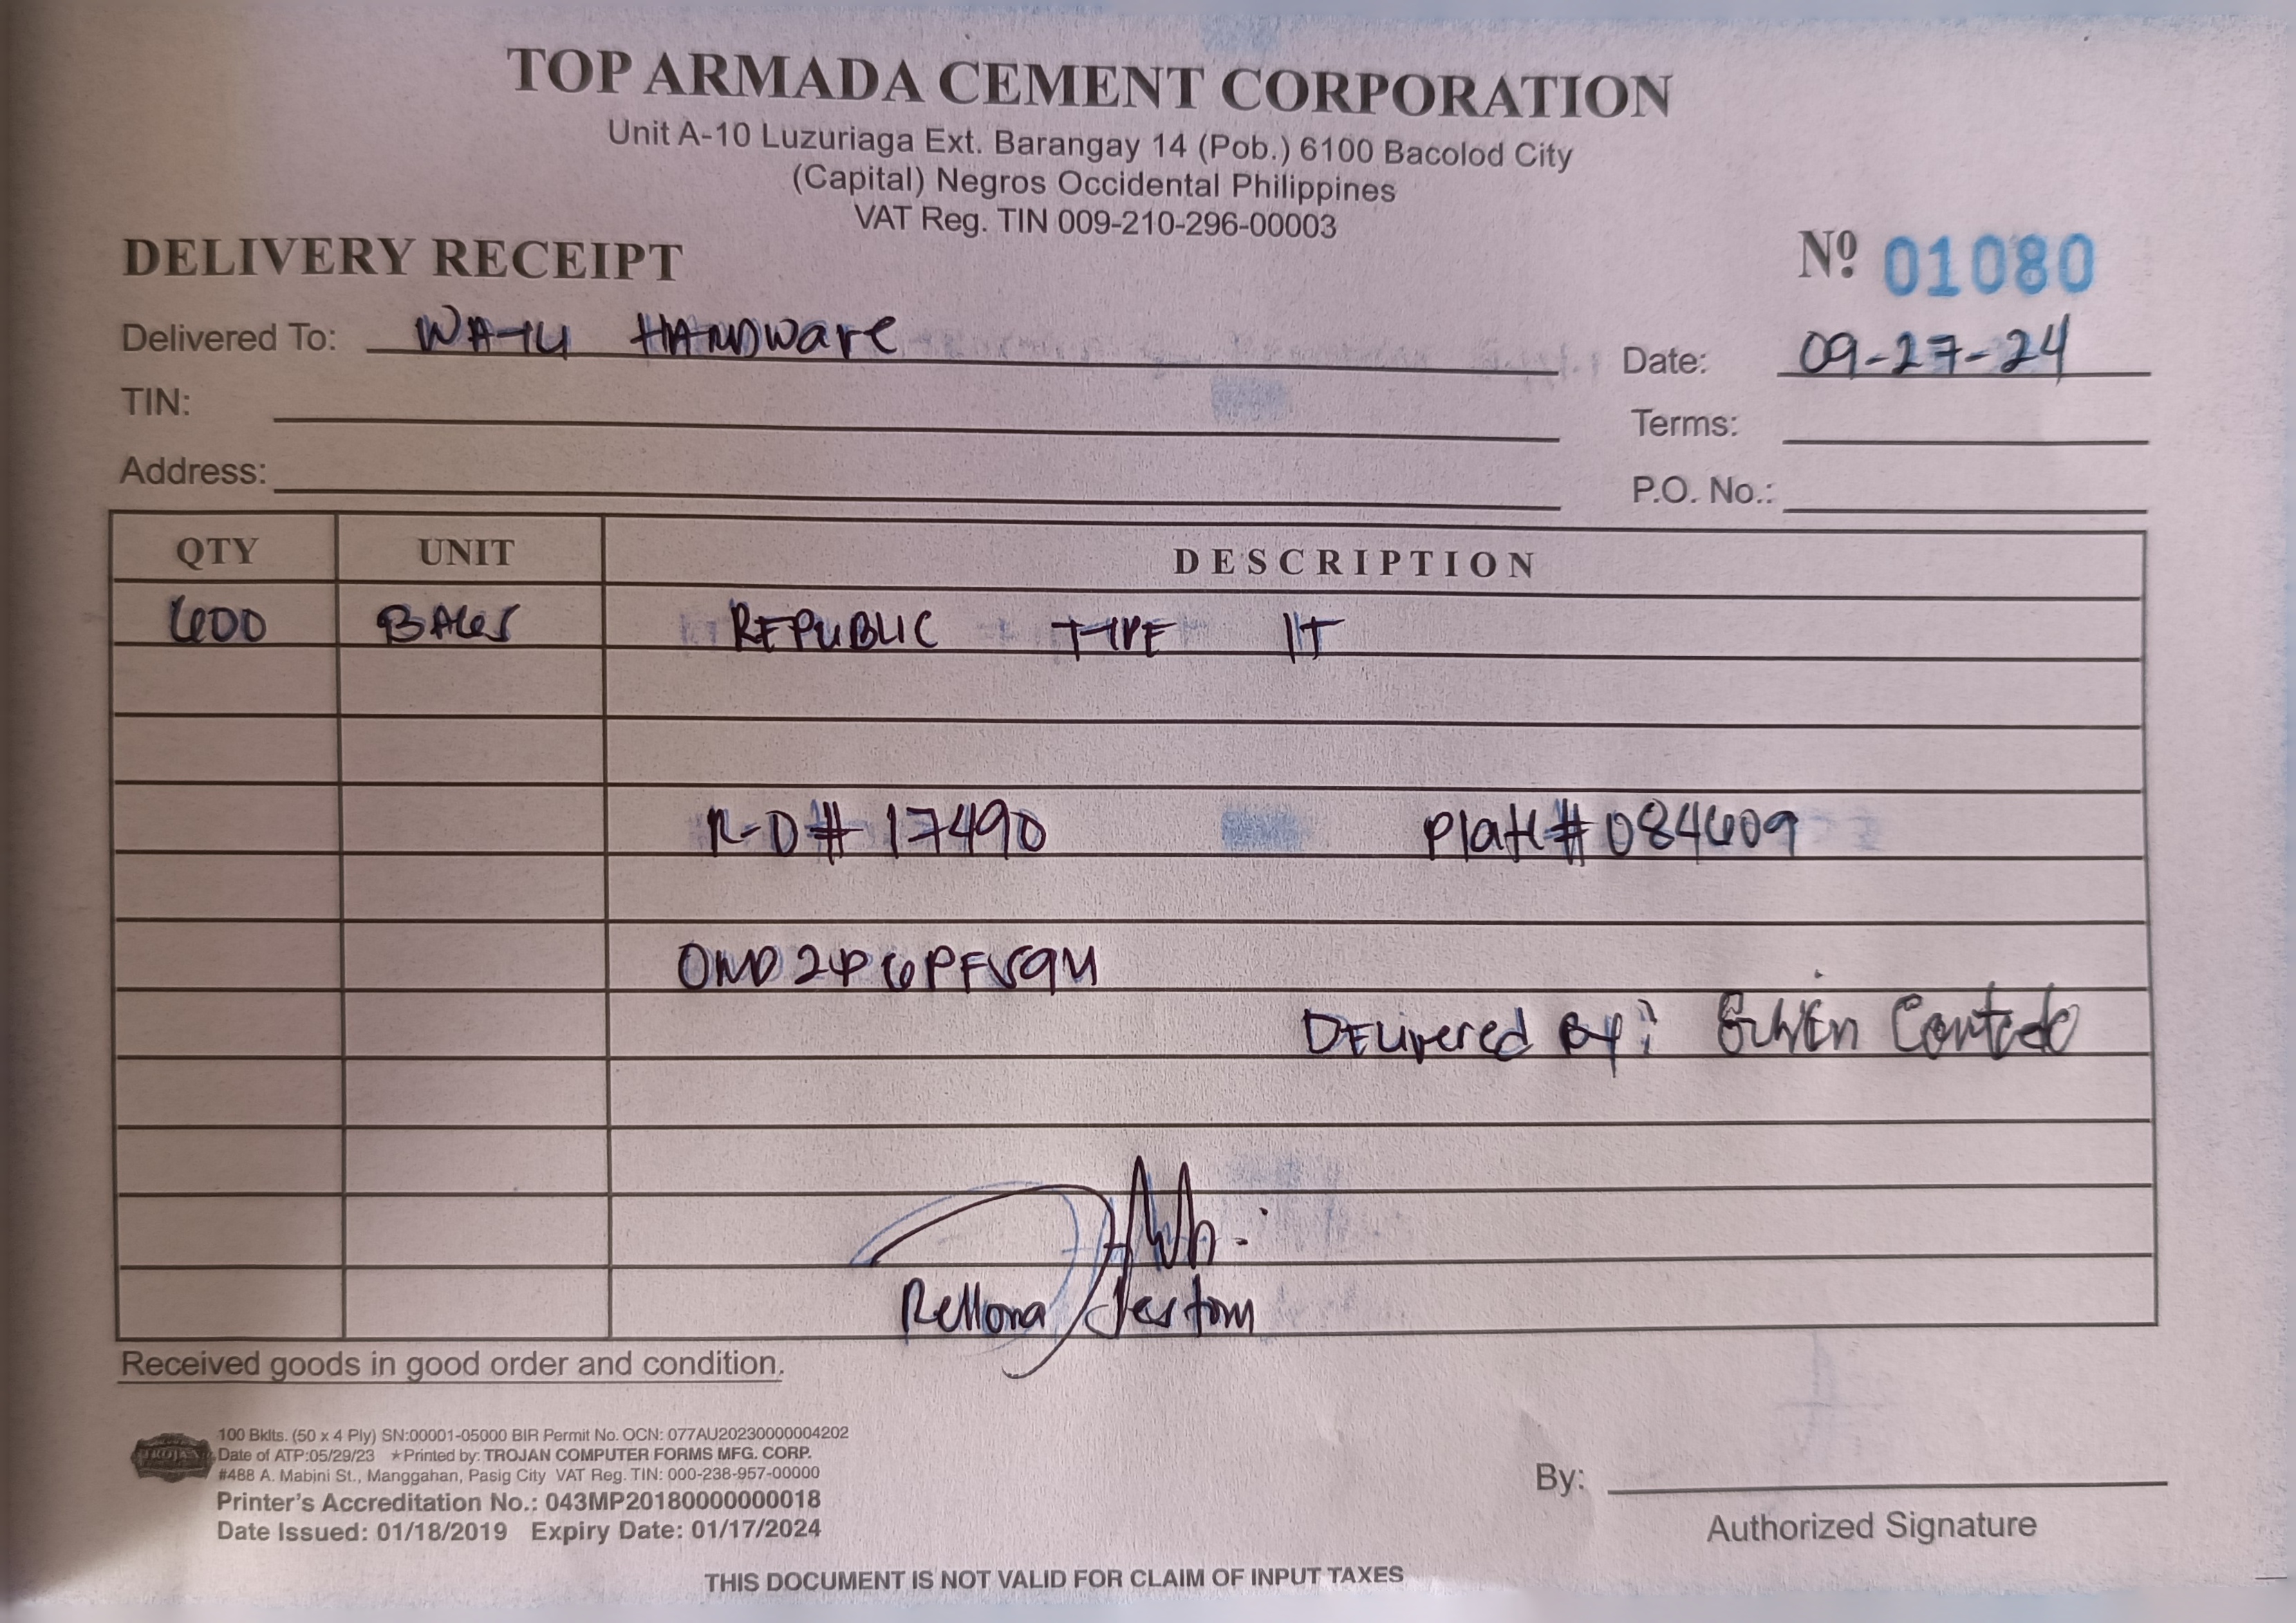 TOP ARMADA CEMENT CORPORATION
Unit A-10 Luzuriaga Ext. Barangay 14 (Pob.) 6100 Bacolod City
(Capital) Negros Occidental Philippines
VAT Reg. TIN 009-210-296-00003
DELIVERY RECEIPT
Nº 01080
Delivered To: HARDware
Date: 09-27-24
TIN:
Terms:
Address:
P.O. No.:
QTY UNIT DESCRIPTION
600 BAGS REPUBLIC TYPE 1T
# 17490 Plate# 084609
DELivered By:
Rellona Jestom
Received goods in good order and condition.
TROJAN
100 Bklts. (50 x 4 Ply) SN:00001-05000 BIR Permit No. OCN: 077AU20230000004202
Date of ATP:05/29/23 ★Printed by: TROJAN COMPUTER FORMS MFG. CORP.
#488 A. Mabini St., Manggahan, Pasig City VAT Reg. TIN: 000-238-957-00000
Printer's Accreditation No.: 043MP20180000000018
Date Issued: 01/18/2019 Expiry Date: 01/17/2024
By:
Authorized Signature
THIS DOCUMENT IS NOT VALID FOR CLAIM OF INPUT TAXES